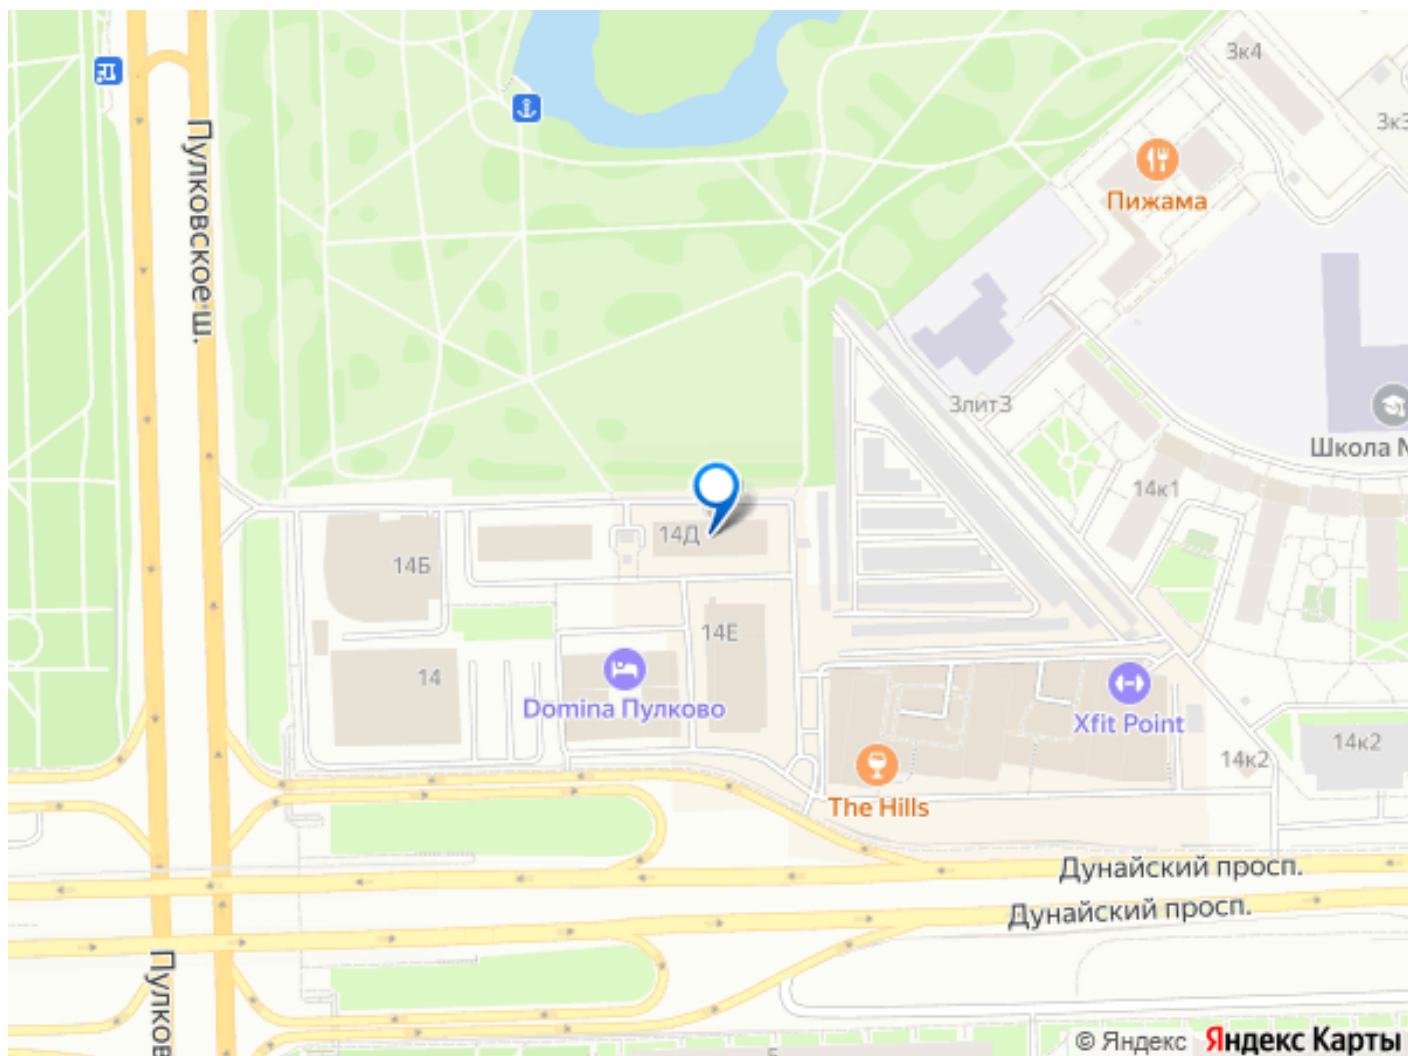 3к4
3к3
Пулковское ш.
Пижама
3лит3
Школа N
14к1
14Д
14Б
14Е
14
Domina Пулково
Xfit Point
14к2
14к2
The Hills
Дунайский просп.
Дунайский просп.
Пулков
5
© Яндекс Яндекс Карты